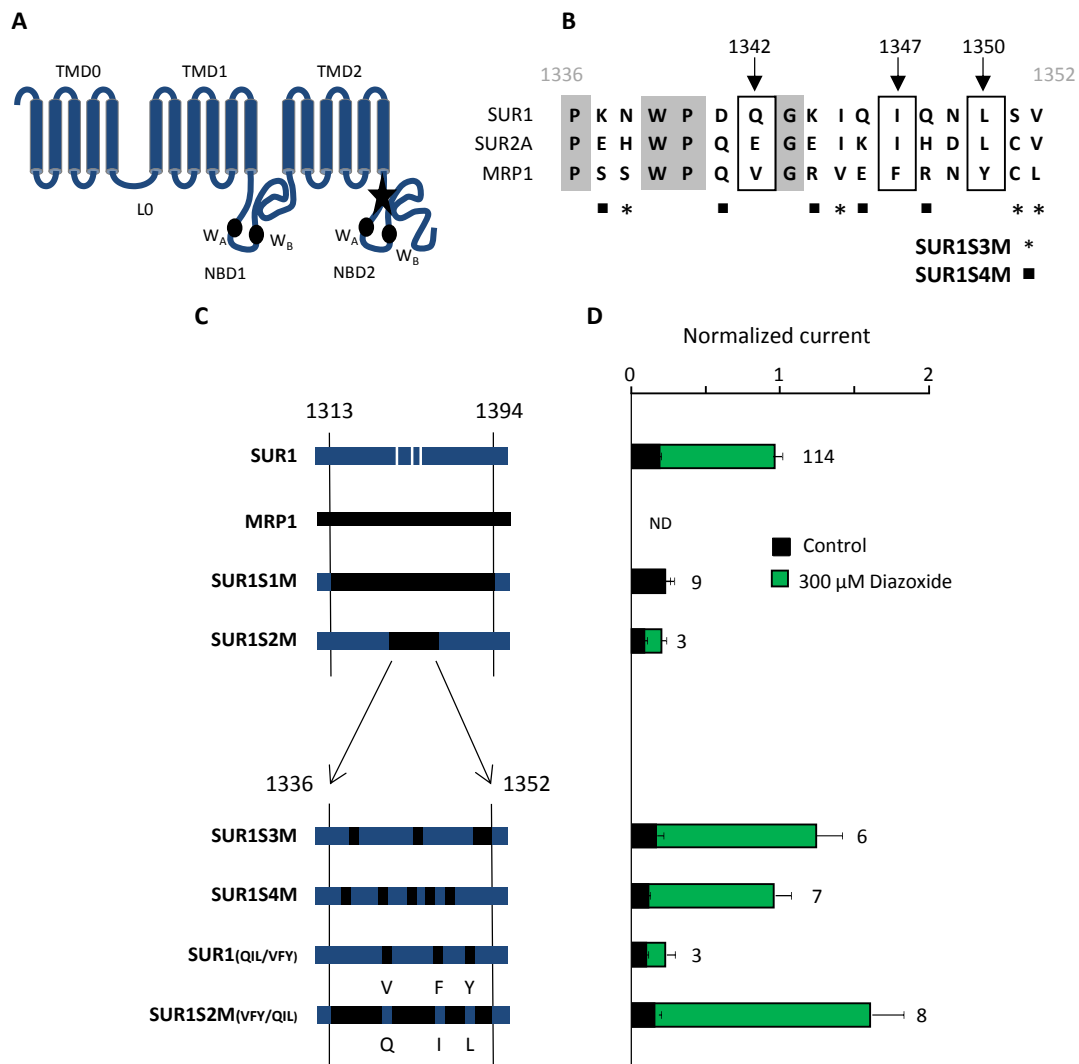 A
TMD0 TMD1 TMD2
L0
WA WB WA WB
NBD1 NBD2
B
1342 1347 1350
1336 1352
SUR1 P K N W P D Q G K I Q I Q N L S V
SUR2A P E H W P Q E G E I K I H D L C V
MRP1 P S S W P Q V G R V E F R N Y C L
■ * ■ ■ * ■ ■ * *
SUR1S3M *
SUR1S4M ■
C
1313 1394
SUR1
MRP1
SUR1S1M
SUR1S2M
1336 1352
SUR1S3M
SUR1S4M
SUR1(QIL/VFY)
V F Y
SUR1S2M(VFY/QIL)
Q I L
D
Normalized current
0 1 2
114
ND
Control
300 µM Diazoxide
9
3
6
7
3
8